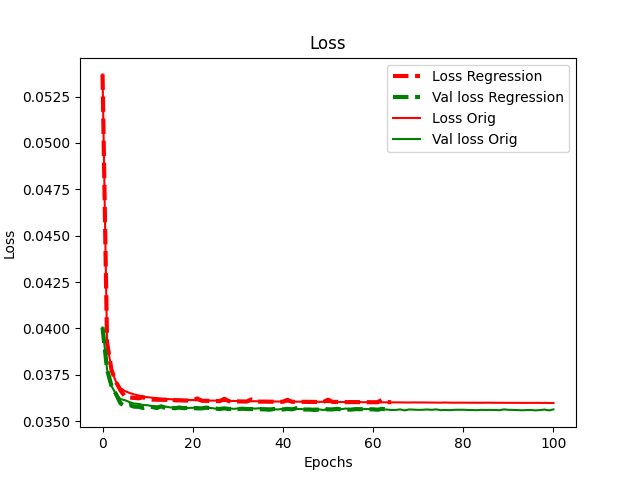 Loss
Loss Regression
Val loss Regression
Loss Orig
Val loss Orig
0.0525
0.0500
0.0475
0.0450
0.0425
0.0400
0.0375
0.0350
Loss
0
20
40
60
80
100
Epochs